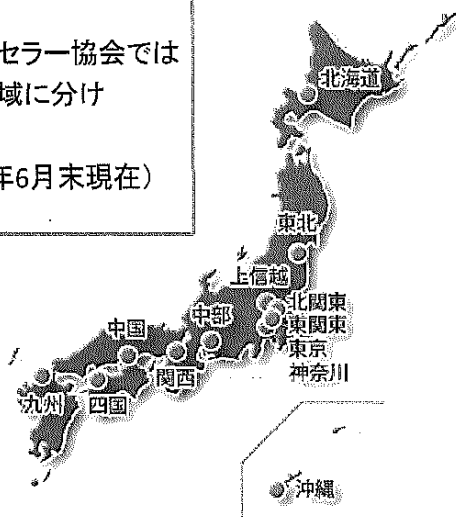 セラー協会では
域に分け
年6月末現在）
北海道
東北
上信越
北関東
東関東
東京
神奈川
中部
中国
関西
四国
九州
沖縄